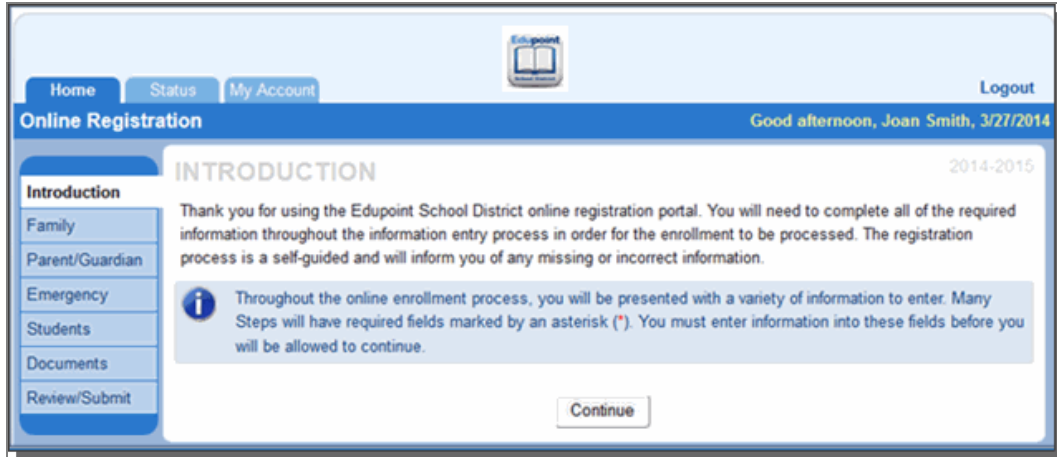 Edupoint
School District
Home
Status
My Account
Logout
Online Registration
Good afternoon, Joan Smith, 3/27/2014
Introduction
Family
Parent/Guardian
Emergency
Students
Documents
Review/Submit
INTRODUCTION
2014-2015
Thank you for using the Edupoint School District online registration portal. You will need to complete all of the required
information throughout the information entry process in order for the enrollment to be processed. The registration
process is a self-guided and will inform you of any missing or incorrect information.
Throughout the online enrollment process, you will be presented with a variety of information to enter. Many
Steps will have required fields marked by an asterisk (*). You must enter information into these fields before you
will be allowed to continue.
Continue